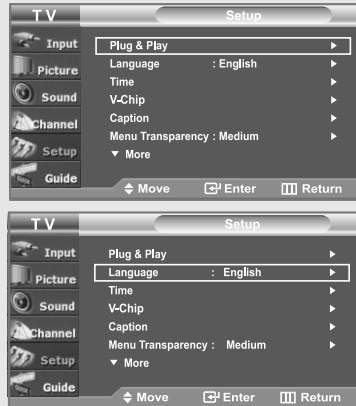 TV Setup
Input
Picture
Sound
Channel
Setup
Guide
Plug & Play ►
Language : English ►
Time ►
V-Chip ►
Caption ►
Menu Transparency : Medium ►
▼ More
Move Enter Return
TV Setup
Input
Picture
Sound
Channel
Setup
Guide
Plug & Play ►
Language : English ►
Time ►
V-Chip ►
Caption ►
Menu Transparency : Medium ►
▼ More
Move Enter Return